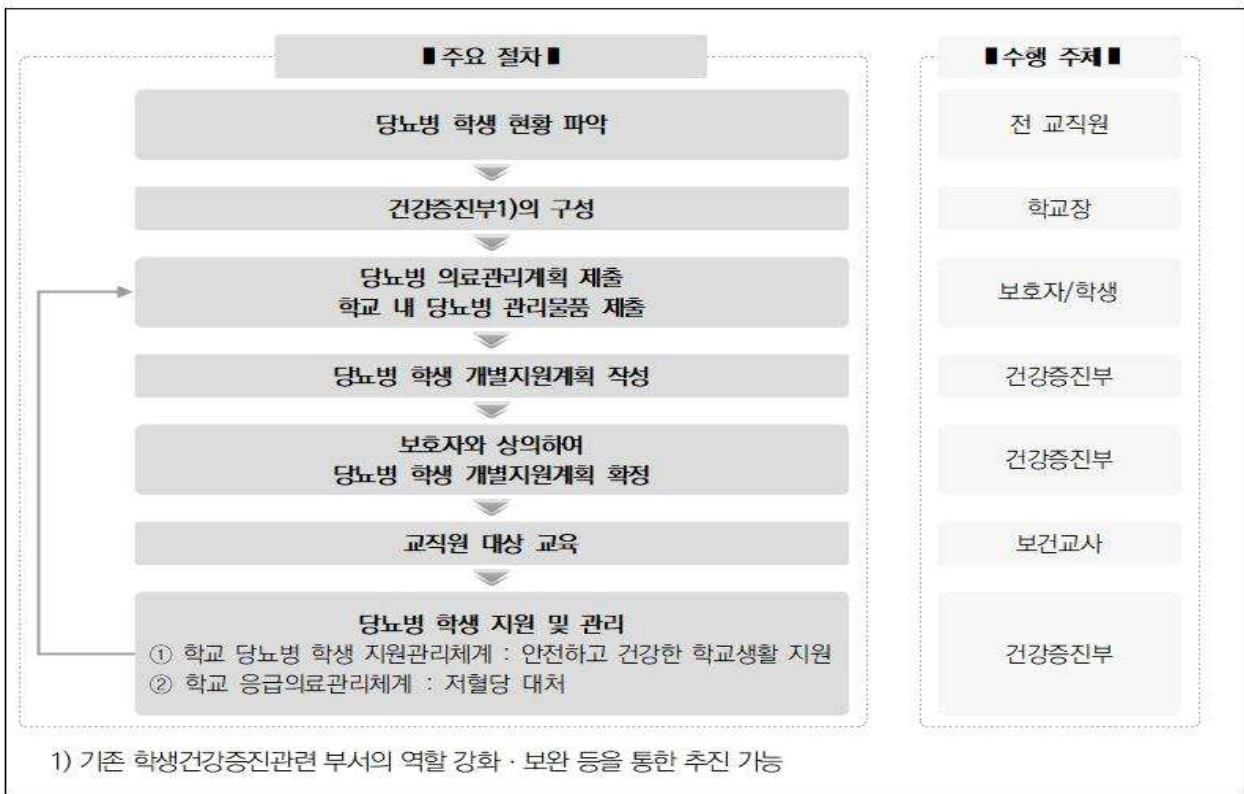 ▮주요 절차▮
▮수행 주체▮
당뇨병 학생 현황 파악
전 교직원
건강증진부1)의 구성
학교장
당뇨병 의료관리계획 제출
학교 내 당뇨병 관리물품 제출
보호자/학생
당뇨병 학생 개별지원계획 작성
건강증진부
보호자와 상의하여
당뇨병 학생 개별지원계획 확정
건강증진부
교직원 대상 교육
보건교사
당뇨병 학생 지원 및 관리
① 학교 당뇨병 학생 지원관리체계 : 안전하고 건강한 학교생활 지원
② 학교 응급의료관리체계 : 저혈당 대처
건강증진부
1) 기존 학생건강증진관련 부서의 역할 강화 · 보완 등을 통한 추진 가능